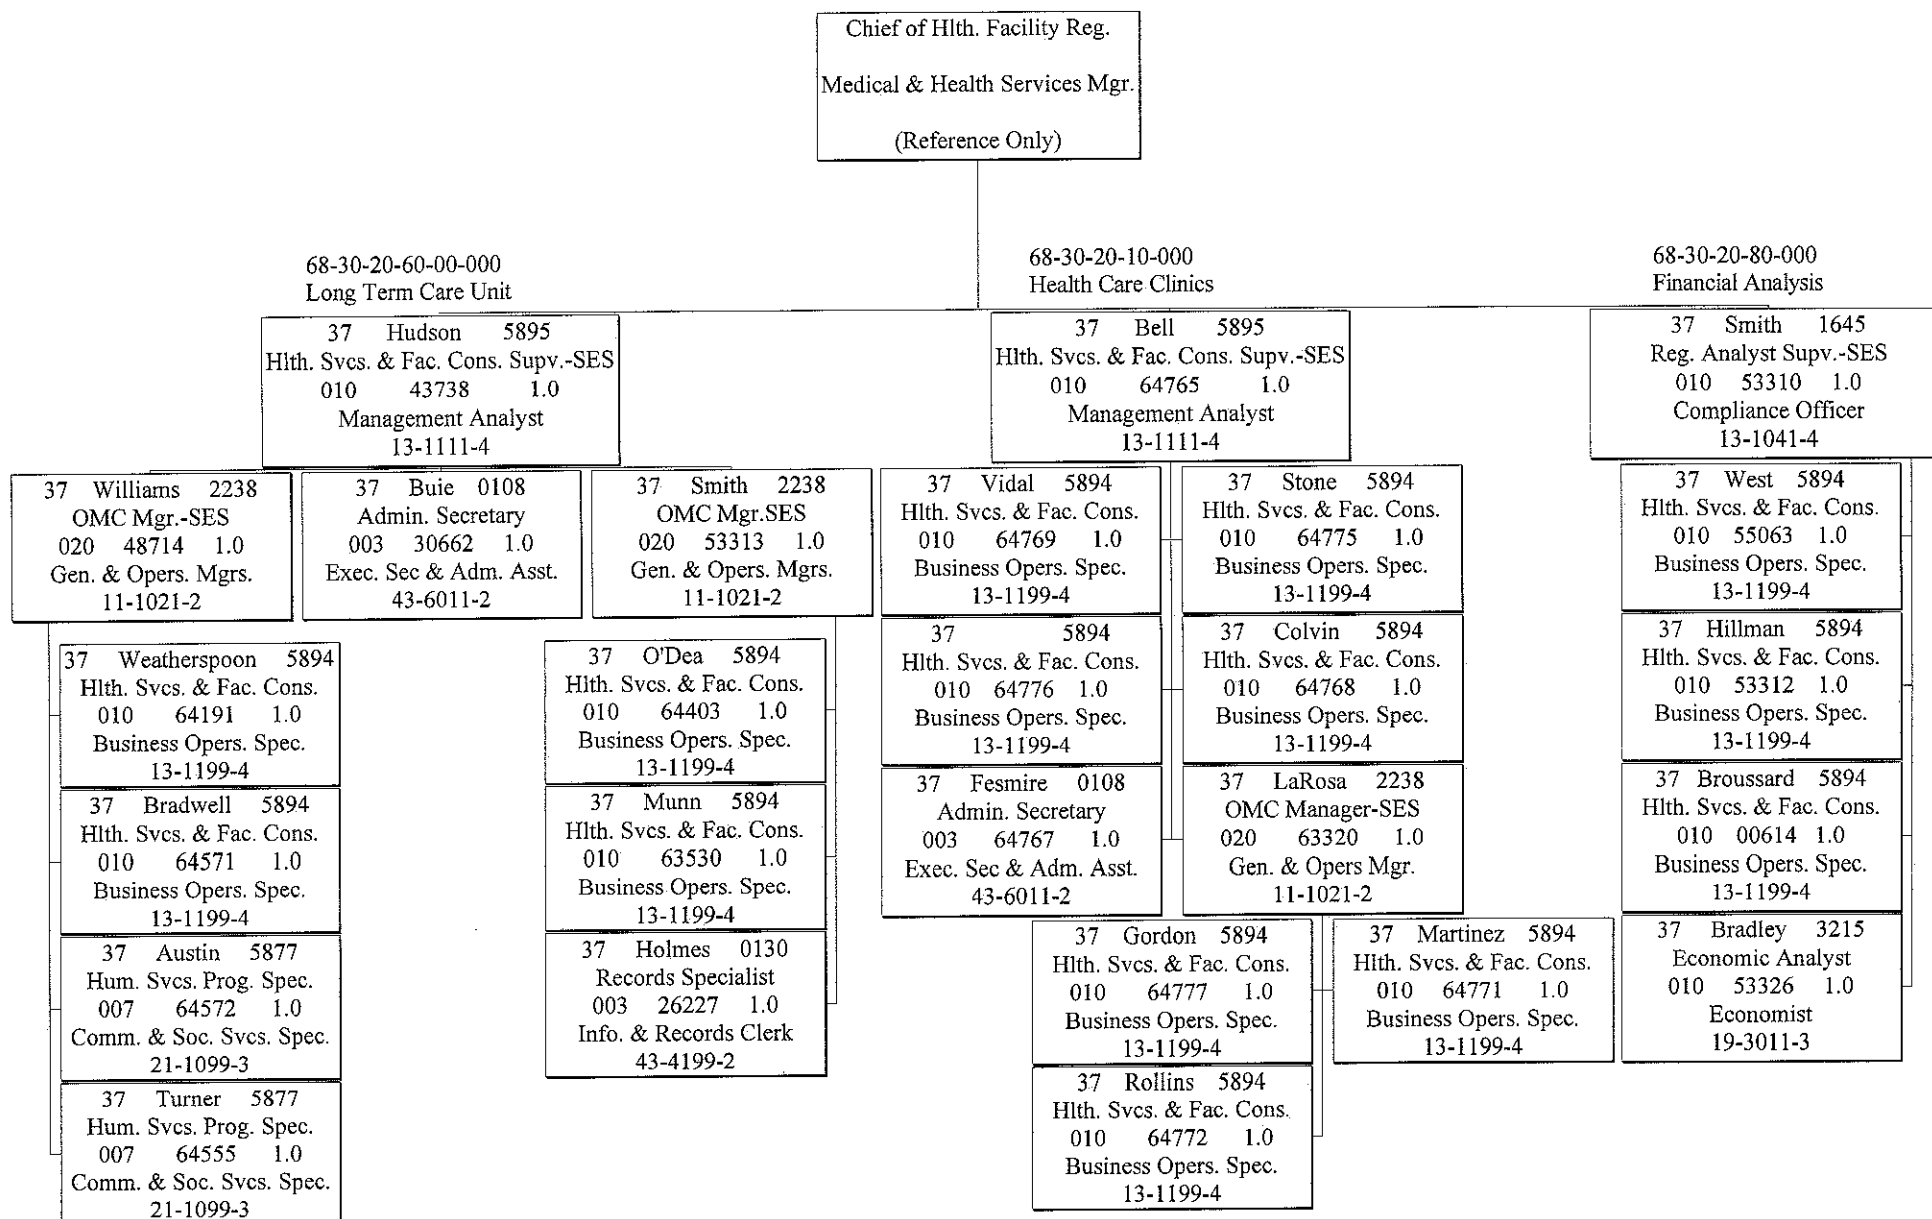 Chief of Hlth. Facility Reg.
Medical & Health Services Mgr.
(Reference Only)
68-30-20-60-00-000
Long Term Care Unit
68-30-20-10-000
Health Care Clinics
68-30-20-80-000
Financial Analysis
37 Hudson 5895
Hlth. Svcs. & Fac. Cons. Supv.-SES
010 43738 1.0
Management Analyst
13-1111-4
37 Bell 5895
Hlth. Svcs. & Fac. Cons. Supv.-SES
010 64765 1.0
Management Analyst
13-1111-4
37 Smith 1645
Reg. Analyst Supv.-SES
010 53310 1.0
Compliance Officer
13-1041-4
37 Williams 2238
OMC Mgr.-SES
020 48714 1.0
Gen. & Opers. Mgrs.
11-1021-2
37 Buie 0108
Admin. Secretary
003 30662 1.0
Exec. Sec & Adm. Asst.
43-6011-2
37 Smith 2238
OMC Mgr.SES
020 53313 1.0
Gen. & Opers. Mgrs.
11-1021-2
37 Vidal 5894
Hlth. Svcs. & Fac. Cons.
010 64769 1.0
Business Opers. Spec.
13-1199-4
37 Stone 5894
Hlth. Svcs. & Fac. Cons.
010 64775 1.0
Business Opers. Spec.
13-1199-4
37 West 5894
Hlth. Svcs. & Fac. Cons.
010 55063 1.0
Business Opers. Spec.
13-1199-4
37 Weatherspoon 5894
Hlth. Svcs. & Fac. Cons.
010 64191 1.0
Business Opers. Spec.
13-1199-4
37 O'Dea 5894
Hlth. Svcs. & Fac. Cons.
010 64403 1.0
Business Opers. Spec.
13-1199-4
37 5894
Hlth. Svcs. & Fac. Cons.
010 64776 1.0
Business Opers. Spec.
13-1199-4
37 Colvin 5894
Hlth. Svcs. & Fac. Cons.
010 64768 1.0
Business Opers. Spec.
13-1199-4
37 Hillman 5894
Hlth. Svcs. & Fac. Cons.
010 53312 1.0
Business Opers. Spec.
13-1199-4
37 Bradwell 5894
Hlth. Svcs. & Fac. Cons.
010 64571 1.0
Business Opers. Spec.
13-1199-4
37 Munn 5894
Hlth. Svcs. & Fac. Cons.
010 63530 1.0
Business Opers. Spec.
13-1199-4
37 Fesmire 0108
Admin. Secretary
003 64767 1.0
Exec. Sec & Adm. Asst.
43-6011-2
37 LaRosa 2238
OMC Manager-SES
020 63320 1.0
Gen. & Opers Mgr.
11-1021-2
37 Broussard 5894
Hlth. Svcs. & Fac. Cons.
010 00614 1.0
Business Opers. Spec.
13-1199-4
37 Austin 5877
Hum. Svcs. Prog. Spec.
007 64572 1.0
Comm. & Soc. Svcs. Spec.
21-1099-3
37 Holmes 0130
Records Specialist
003 26227 1.0
Info. & Records Clerk
43-4199-2
37 Gordon 5894
Hlth. Svcs. & Fac. Cons.
010 64777 1.0
Business Opers. Spec.
13-1199-4
37 Martinez 5894
Hlth. Svcs. & Fac. Cons.
010 64771 1.0
Business Opers. Spec.
13-1199-4
37 Bradley 3215
Economic Analyst
010 53326 1.0
Economist
19-3011-3
37 Turner 5877
Hum. Svcs. Prog. Spec.
007 64555 1.0
Comm. & Soc. Svcs. Spec.
21-1099-3
37 Rollins 5894
Hlth. Svcs. & Fac. Cons.
010 64772 1.0
Business Opers. Spec.
13-1199-4